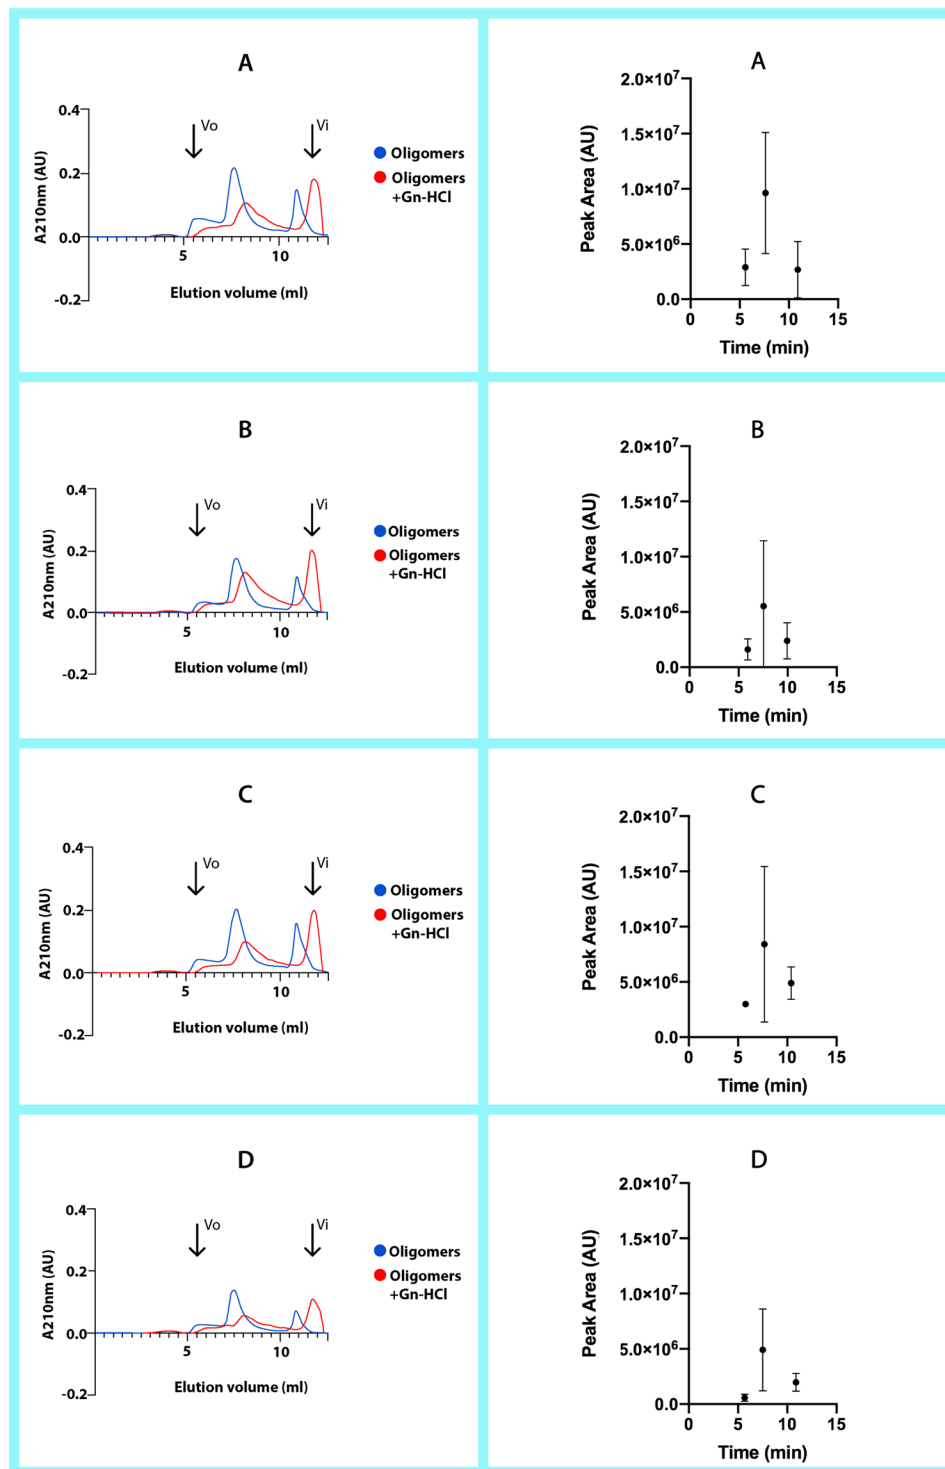 A
0.4
Vo
Vi
Oligomers
0.2
Oligomers
+Gn-HCl
A210nm (AU)
0.0
5
10
-0.2
Elution volume (ml)
A
2.0×10⁷
1.5×10⁷
Peak Area (AU)
1.0×10⁷
5.0×10⁶
0.0
0
5
10
15
Time (min)
B
0.4
Vo
Vi
Oligomers
0.2
Oligomers
+Gn-HCl
A210nm (AU)
0.0
5
10
-0.2
Elution volume (ml)
B
2.0×10⁷
1.5×10⁷
Peak Area (AU)
1.0×10⁷
5.0×10⁶
0.0
0
5
10
15
Time (min)
C
0.4
Vo
Vi
Oligomers
0.2
Oligomers
+Gn-HCl
A210nm (AU)
0.0
5
10
-0.2
Elution volume (ml)
C
2.0×10⁷
1.5×10⁷
Peak Area (AU)
1.0×10⁷
5.0×10⁶
0.0
0
5
10
15
Time (min)
D
0.4
Vo
Vi
Oligomers
0.2
Oligomers
+Gn-HCl
A210nm (AU)
0.0
5
10
-0.2
Elution volume (ml)
D
2.0×10⁷
1.5×10⁷
Peak Area (AU)
1.0×10⁷
5.0×10⁶
0.0
0
5
10
15
Time (min)